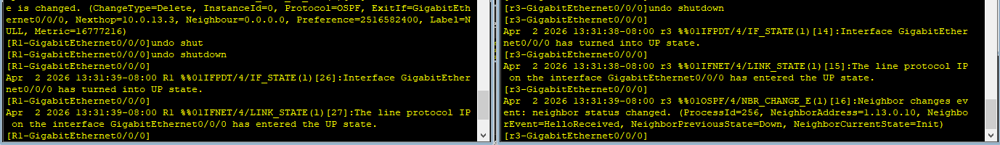 e is changed. (ChangeType=Delete, InstanceId=0, Protocol=OSPF, ExitIf=GigabitEth
ernet0/0/0, Nexthop=10.0.13.3, Neighbour=0.0.0.0, Preference=2516582400, Label=N
ULL, Metric=16777216)
[R1-GigabitEthernet0/0/0]undo shut
[R1-GigabitEthernet0/0/0]undo shutdown
[R1-GigabitEthernet0/0/0]
Apr  2 2026 13:31:39-08:00 R1 %%01IFPDT/4/IF_STATE(l)[26]:Interface GigabitEther
net0/0/0 has turned into UP state.
[R1-GigabitEthernet0/0/0]
Apr  2 2026 13:31:39-08:00 R1 %%01IFNET/4/LINK_STATE(l)[27]:The line protocol IP
 on the interface GigabitEthernet0/0/0 has entered the UP state.
[R1-GigabitEthernet0/0/0]
[r3-GigabitEthernet0/0/0]undo shutdown
[r3-GigabitEthernet0/0/0]
Apr  2 2026 13:31:38-08:00 r3 %%01IFPDT/4/IF_STATE(l)[14]:Interface GigabitEther
net0/0/0 has turned into UP state.
[r3-GigabitEthernet0/0/0]
Apr  2 2026 13:31:38-08:00 r3 %%01IFNET/4/LINK_STATE(l)[15]:The line protocol IP
 on the interface GigabitEthernet0/0/0 has entered the UP state.
[r3-GigabitEthernet0/0/0]
Apr  2 2026 13:31:39-08:00 r3 %%01OSPF/4/NBR_CHANGE_E(l)[16]:Neighbor changes ev
ent: neighbor status changed. (ProcessId=256, NeighborAddress=1.13.0.10, Neighbo
rEvent=HelloReceived, NeighborPreviousState=Down, NeighborCurrentState=Init)
[r3-GigabitEthernet0/0/0]